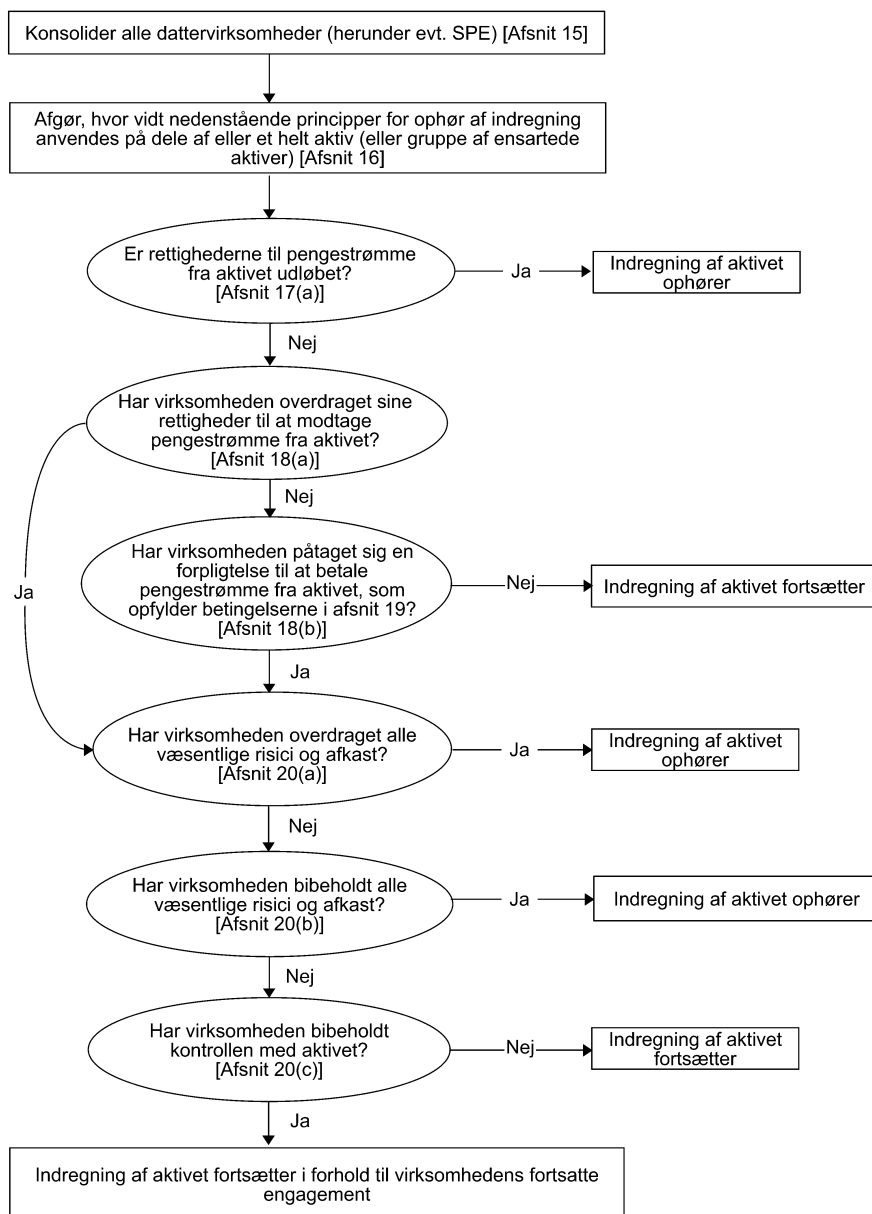 Konsolider alle dattervirksomheder (herunder evt. SPE) [Afsnit 15]
Afgør, hvor vidt nedenstående principper for ophør af indregning
anvendes på dele af eller et helt aktiv (eller gruppe af ensartede
aktiver) [Afsnit 16]
Er rettighederne til pengestrømme
fra aktivet udløbet?
[Afsnit 17(a)]
Ja
Indregning af aktivet
ophører
Nej
Har virksomheden overdraget sine
rettigheder til at modtage
pengestrømme fra aktivet?
[Afsnit 18(a)]
Ja
Nej
Har virksomheden påtaget sig en
forpligtelse til at betale
pengestrømme fra aktivet, som
opfylder betingelserne i afsnit 19?
[Afsnit 18(b)]
Nej
Indregning af aktivet fortsætter
Ja
Har virksomheden overdraget alle
væsentlige risici og afkast?
[Afsnit 20(a)]
Ja
Indregning af aktivet
ophører
Nej
Har virksomheden bibeholdt alle
væsentlige risici og afkast?
[Afsnit 20(b)]
Ja
Indregning af aktivet ophører
Nej
Har virksomheden bibeholdt
kontrollen med aktivet?
[Afsnit 20(c)]
Nej
Indregning af aktivet
fortsætter
Ja
Indregning af aktivet fortsætter i forhold til virksomhedens fortsatte
engagement